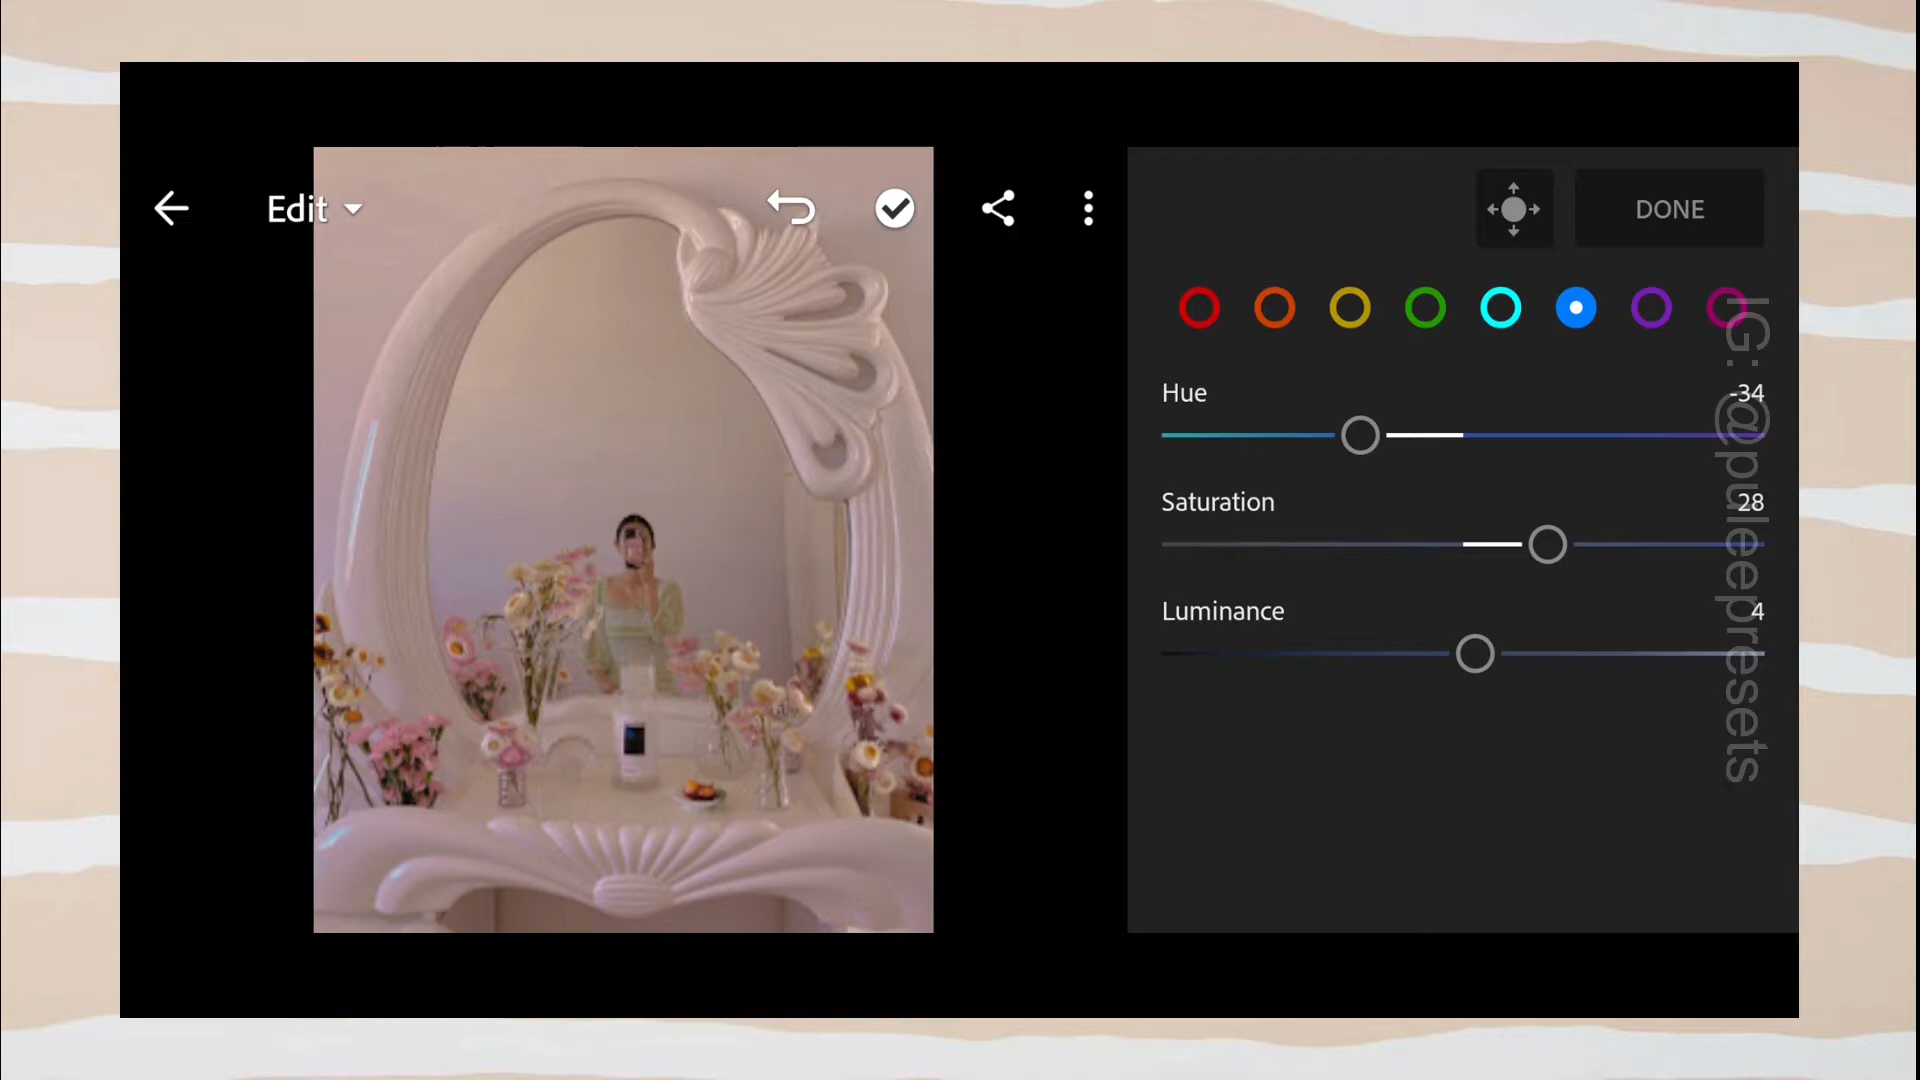 Edit
DONE
Hue
-34
Saturation
28
Luminance
4
IG: @puleepresets